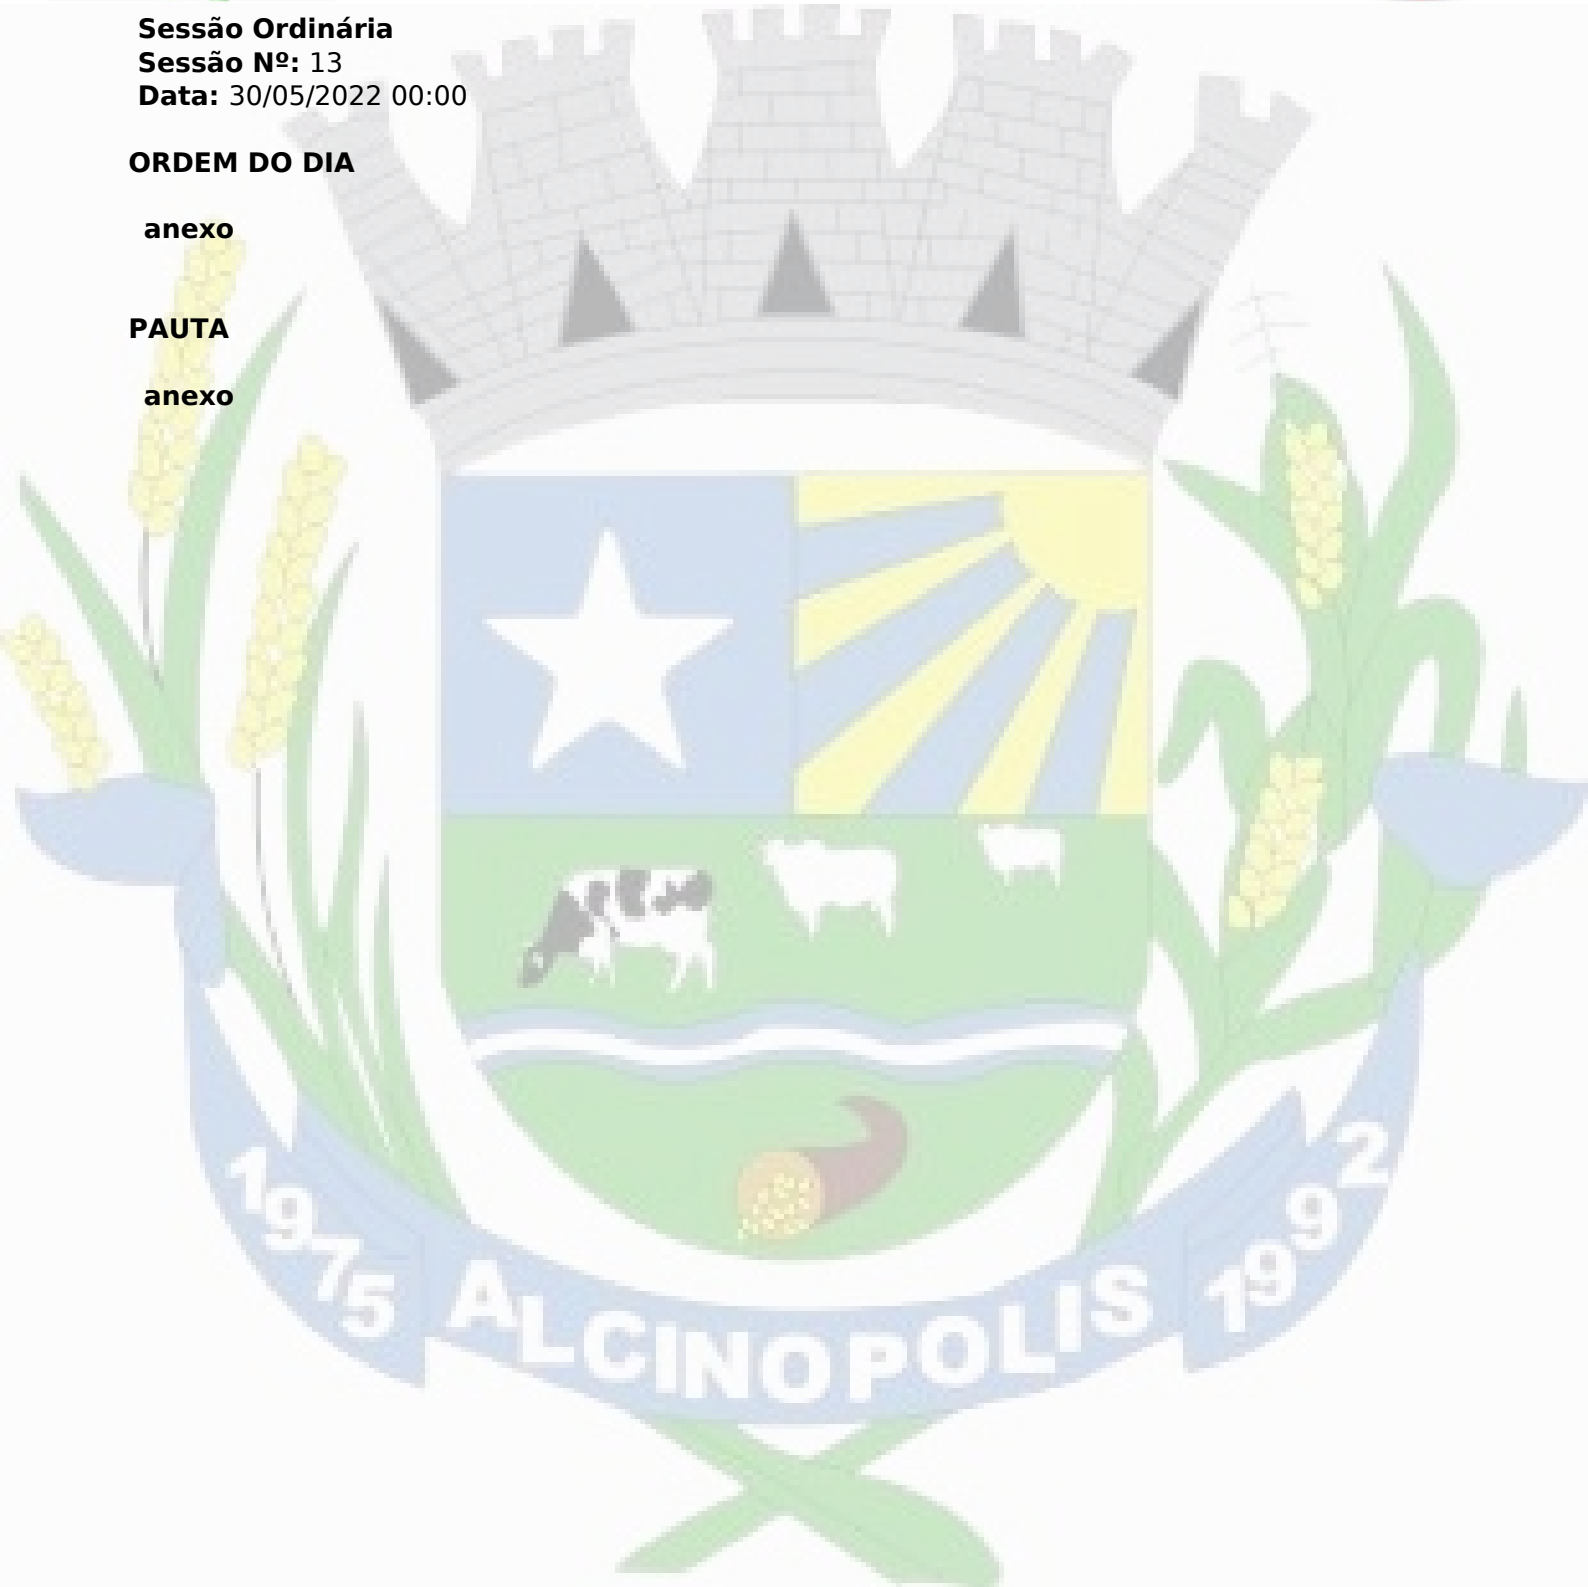 Sessão Ordinária
Sessão Nº: 13
Data: 30/05/2022 00:00
ORDEM DO DIA
anexo
PAUTA
anexo
1975 ALCINOPOLIS 1992